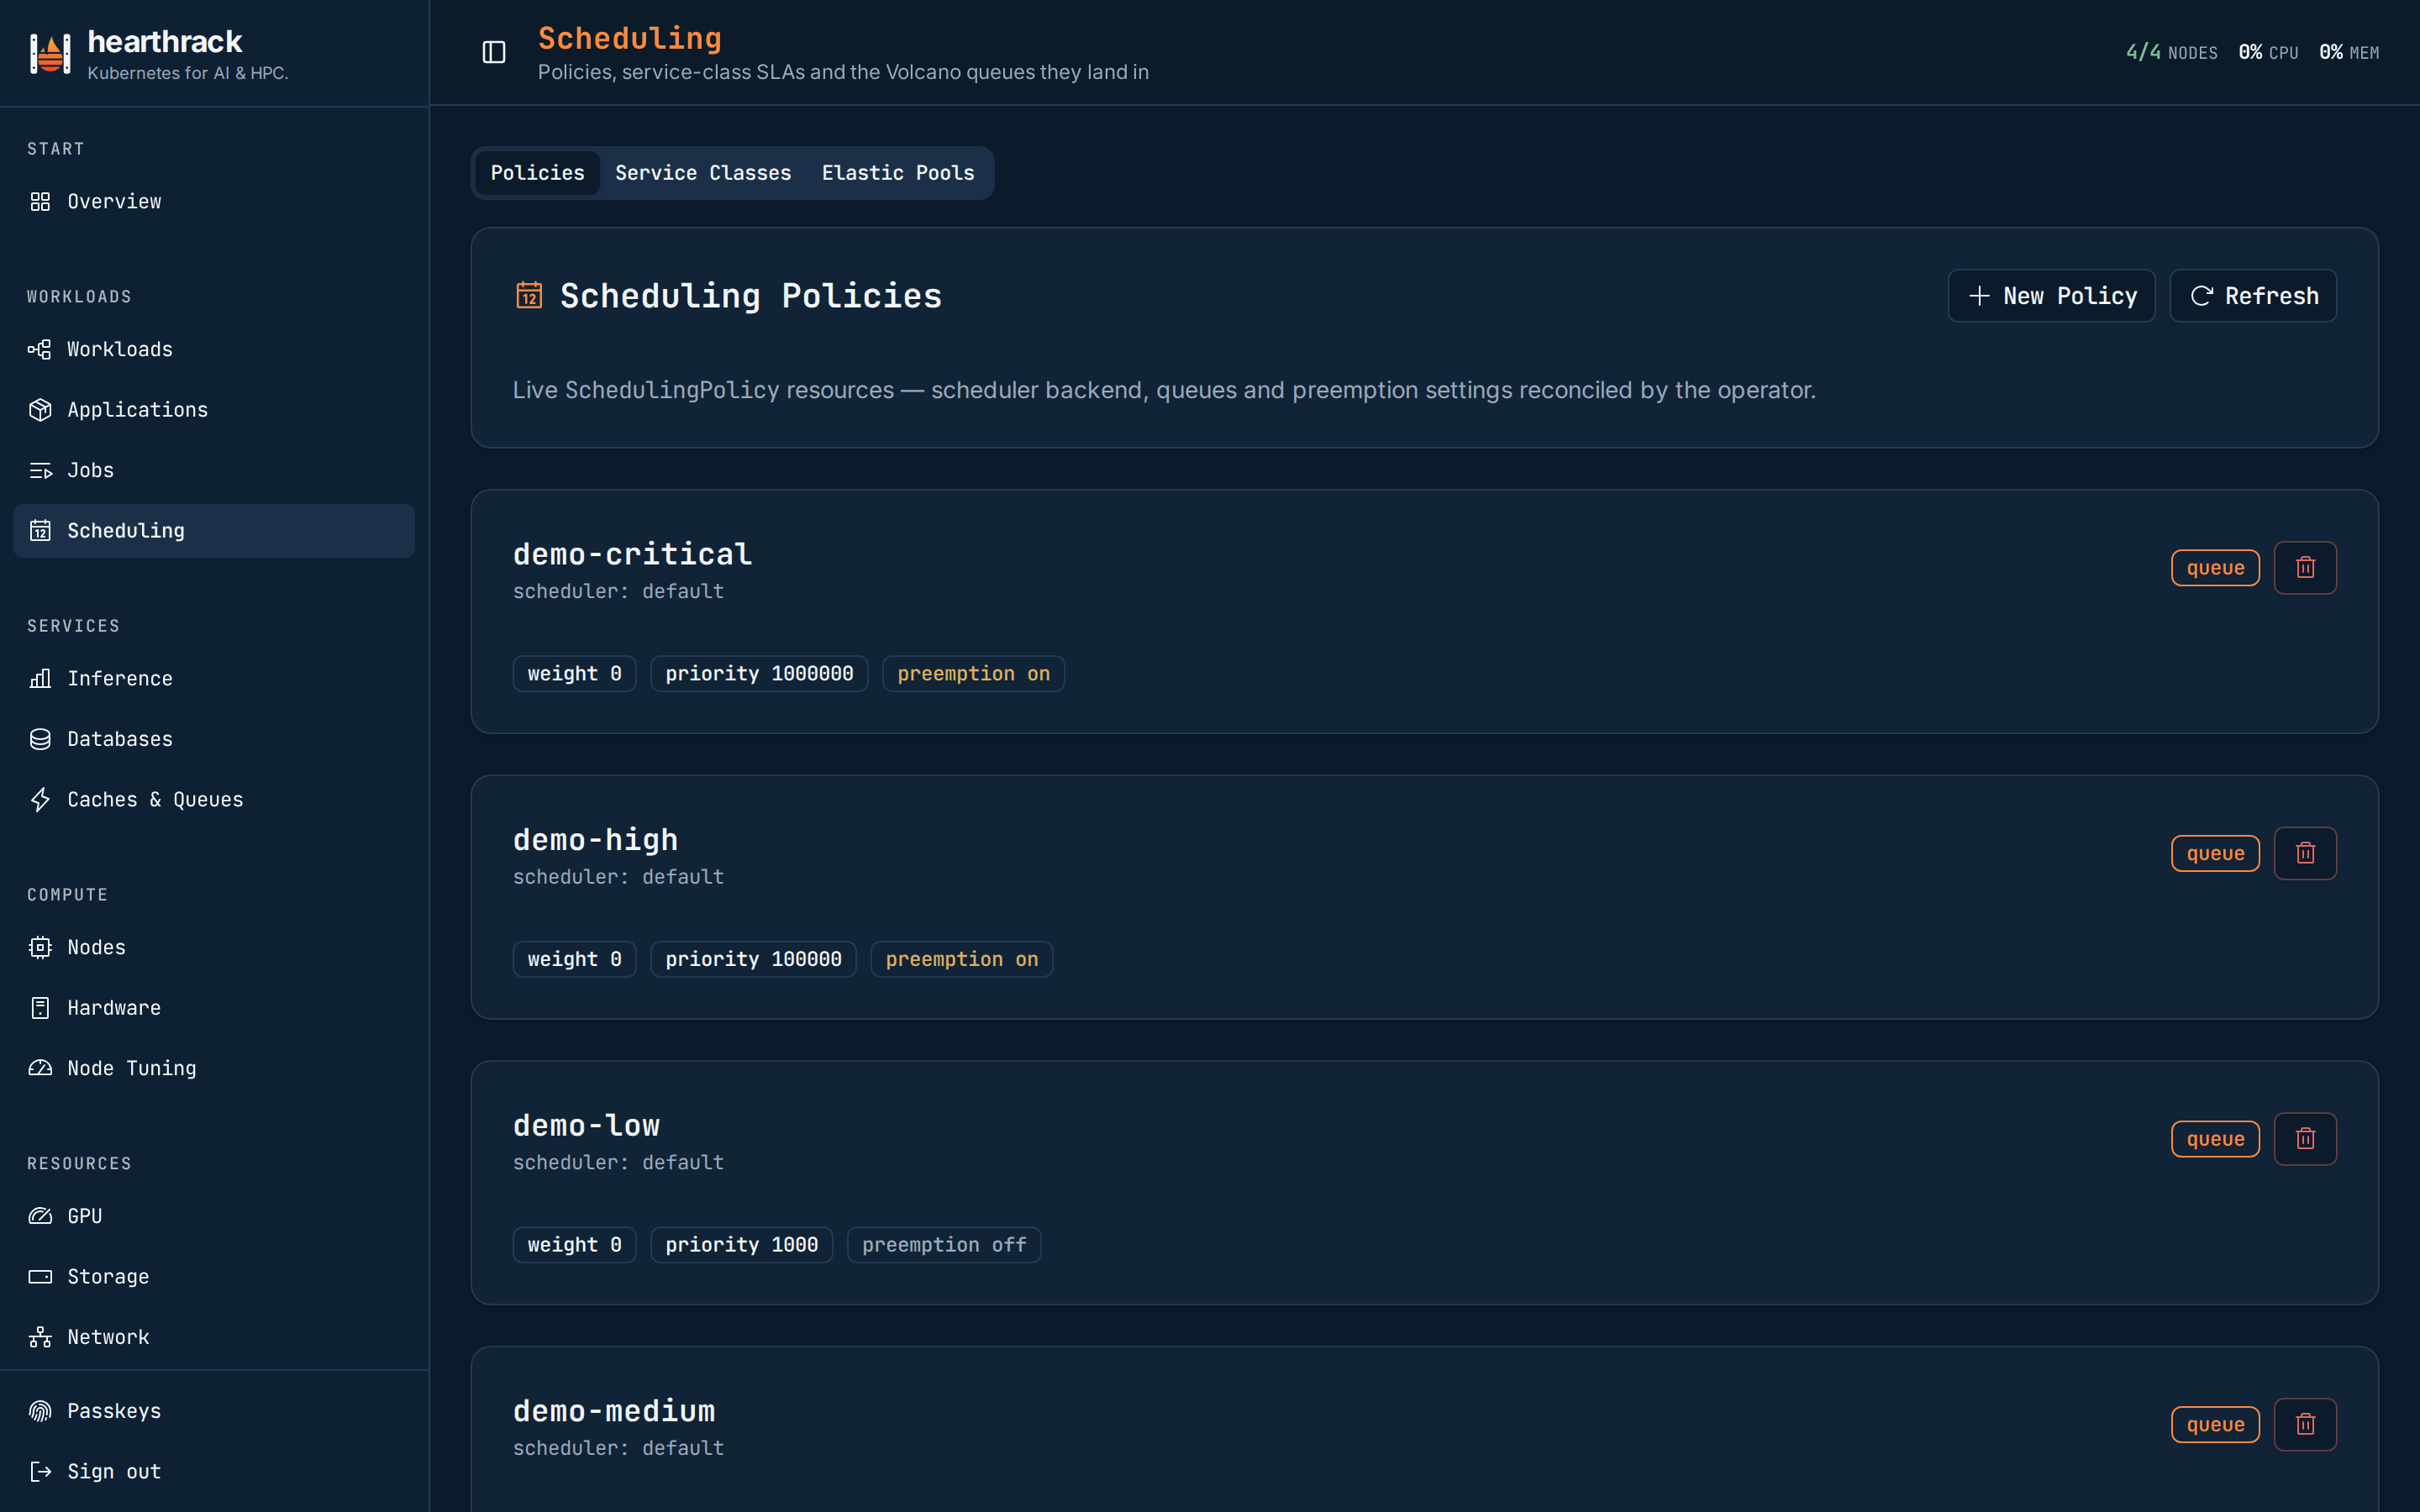 hearthrack
Kubernetes for AI & HPC.
START
Overview
WORKLOADS
Workloads
Applications
Jobs
12 Scheduling
SERVICES
Inference
Databases
Caches & Queues
COMPUTE
Nodes
Hardware
Node Tuning
RESOURCES
GPU
Storage
Network
Passkeys
Sign out
Scheduling
Policies, service-class SLAs and the Volcano queues they land in
4/4 NODES 0% CPU 0% MEM
Policies Service Classes Elastic Pools
12 Scheduling Policies
New Policy Refresh
Live SchedulingPolicy resources — scheduler backend, queues and preemption settings reconciled by the operator.
demo-critical
scheduler: default
queue
weight 0 priority 1000000 preemption on
demo-high
scheduler: default
queue
weight 0 priority 100000 preemption on
demo-low
scheduler: default
queue
weight 0 priority 1000 preemption off
demo-medium
scheduler: default
queue